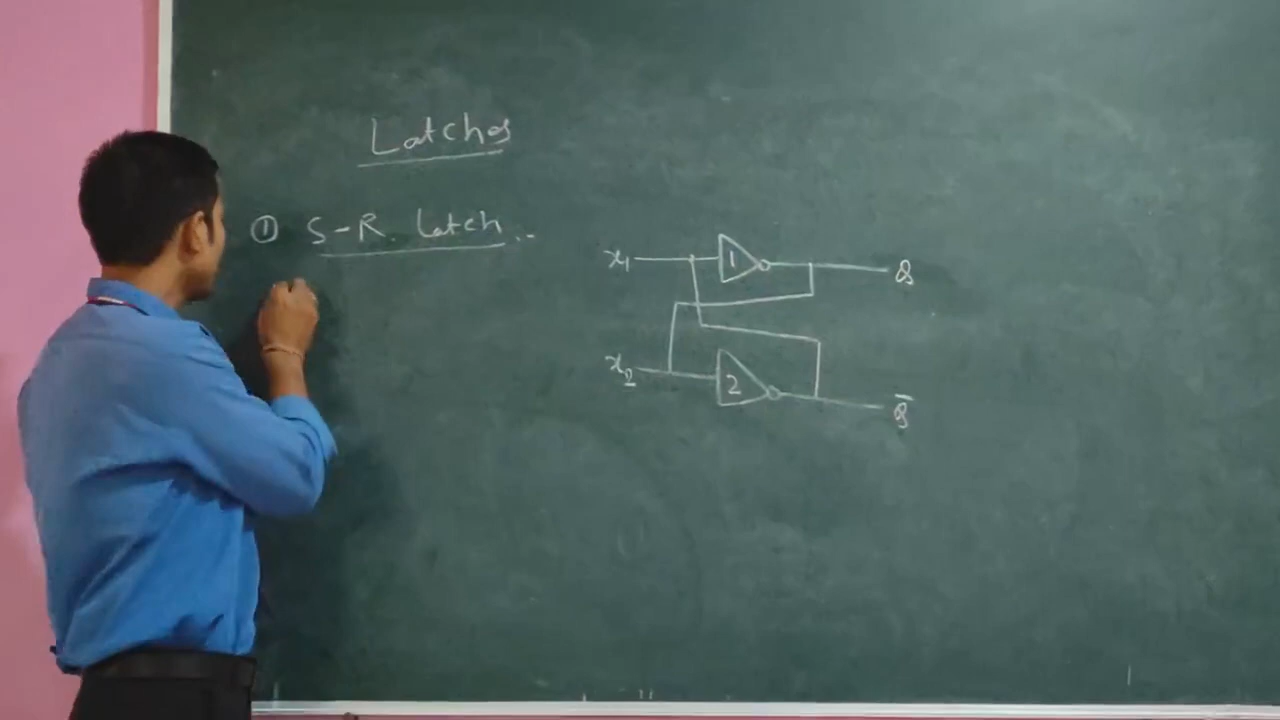 Latches
① S-R. latch :-
x₁
1
Q
x₂
2
Q̅